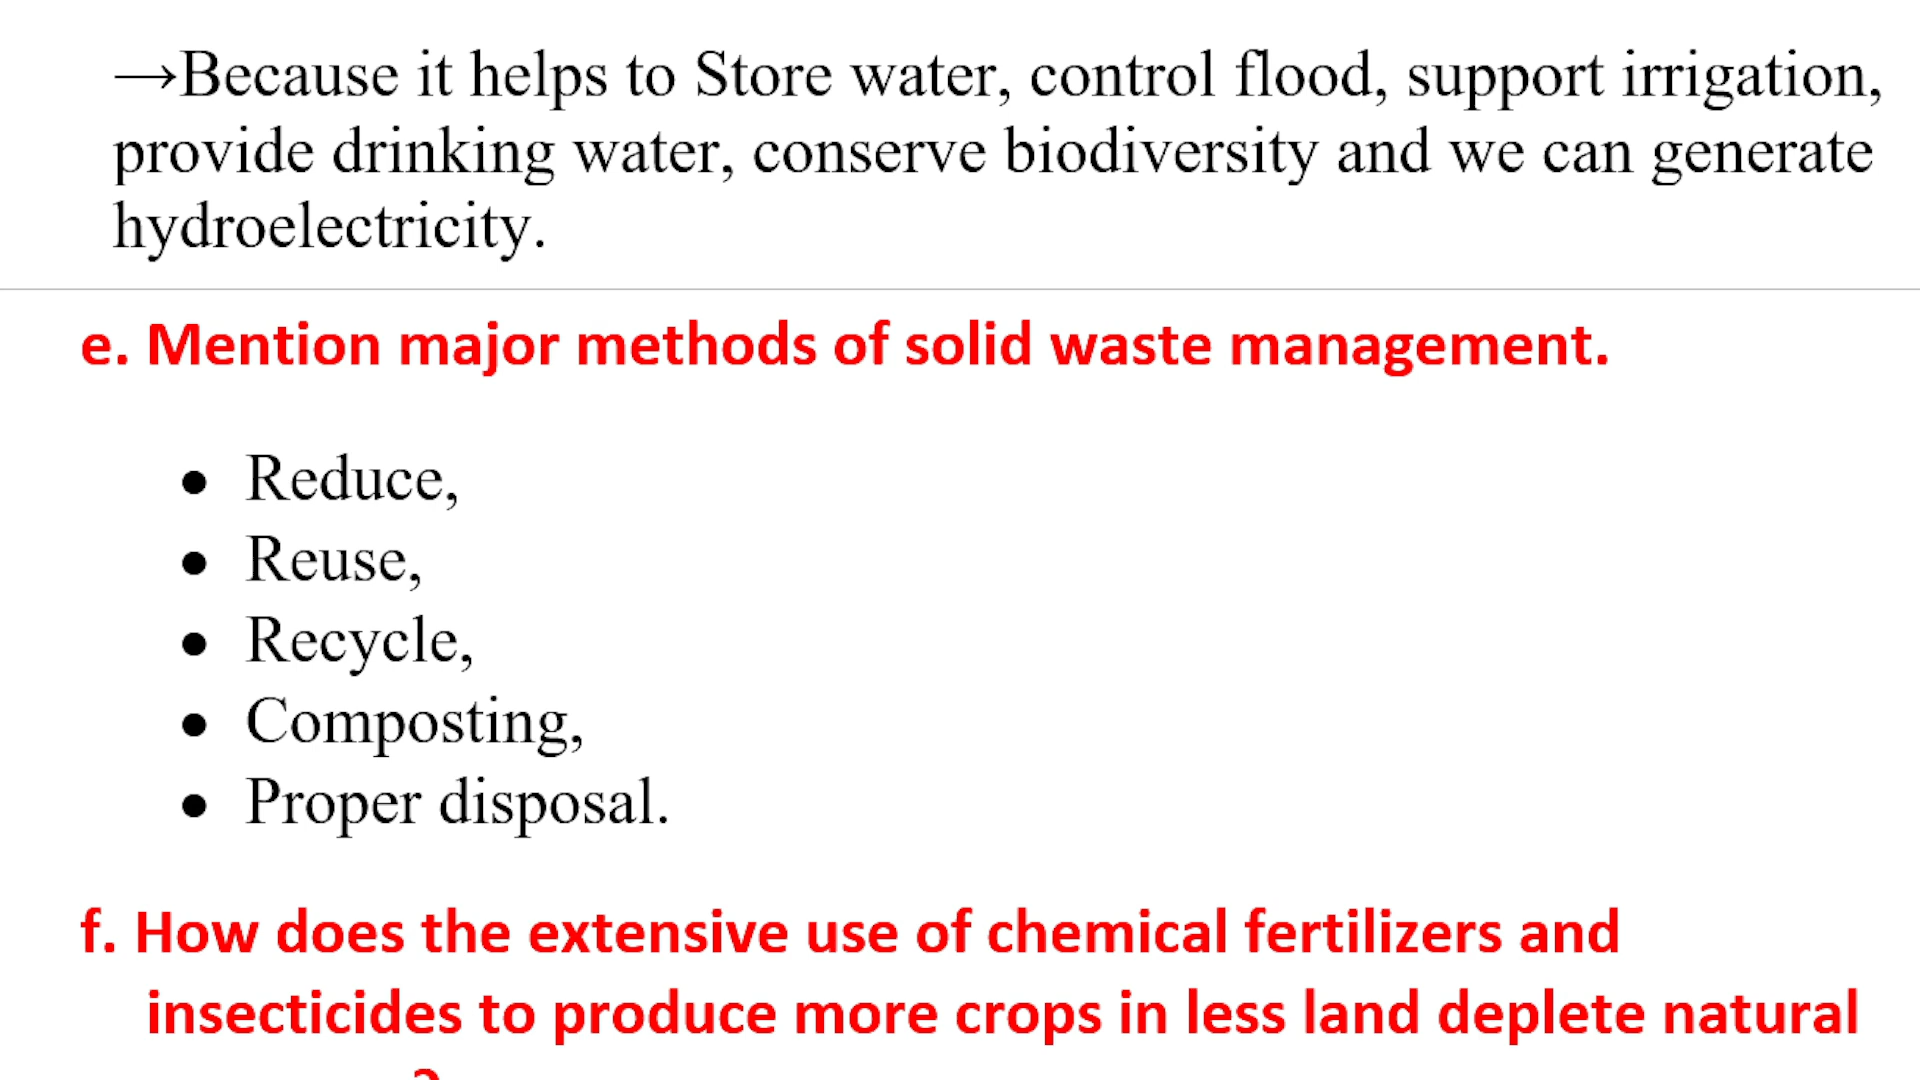 →Because it helps to Store water, control flood, support irrigation,
provide drinking water, conserve biodiversity and we can generate
hydroelectricity.
e. Mention major methods of solid waste management.
● Reduce,
● Reuse,
● Recycle,
● Composting,
● Proper disposal.
f. How does the extensive use of chemical fertilizers and
insecticides to produce more crops in less land deplete natural